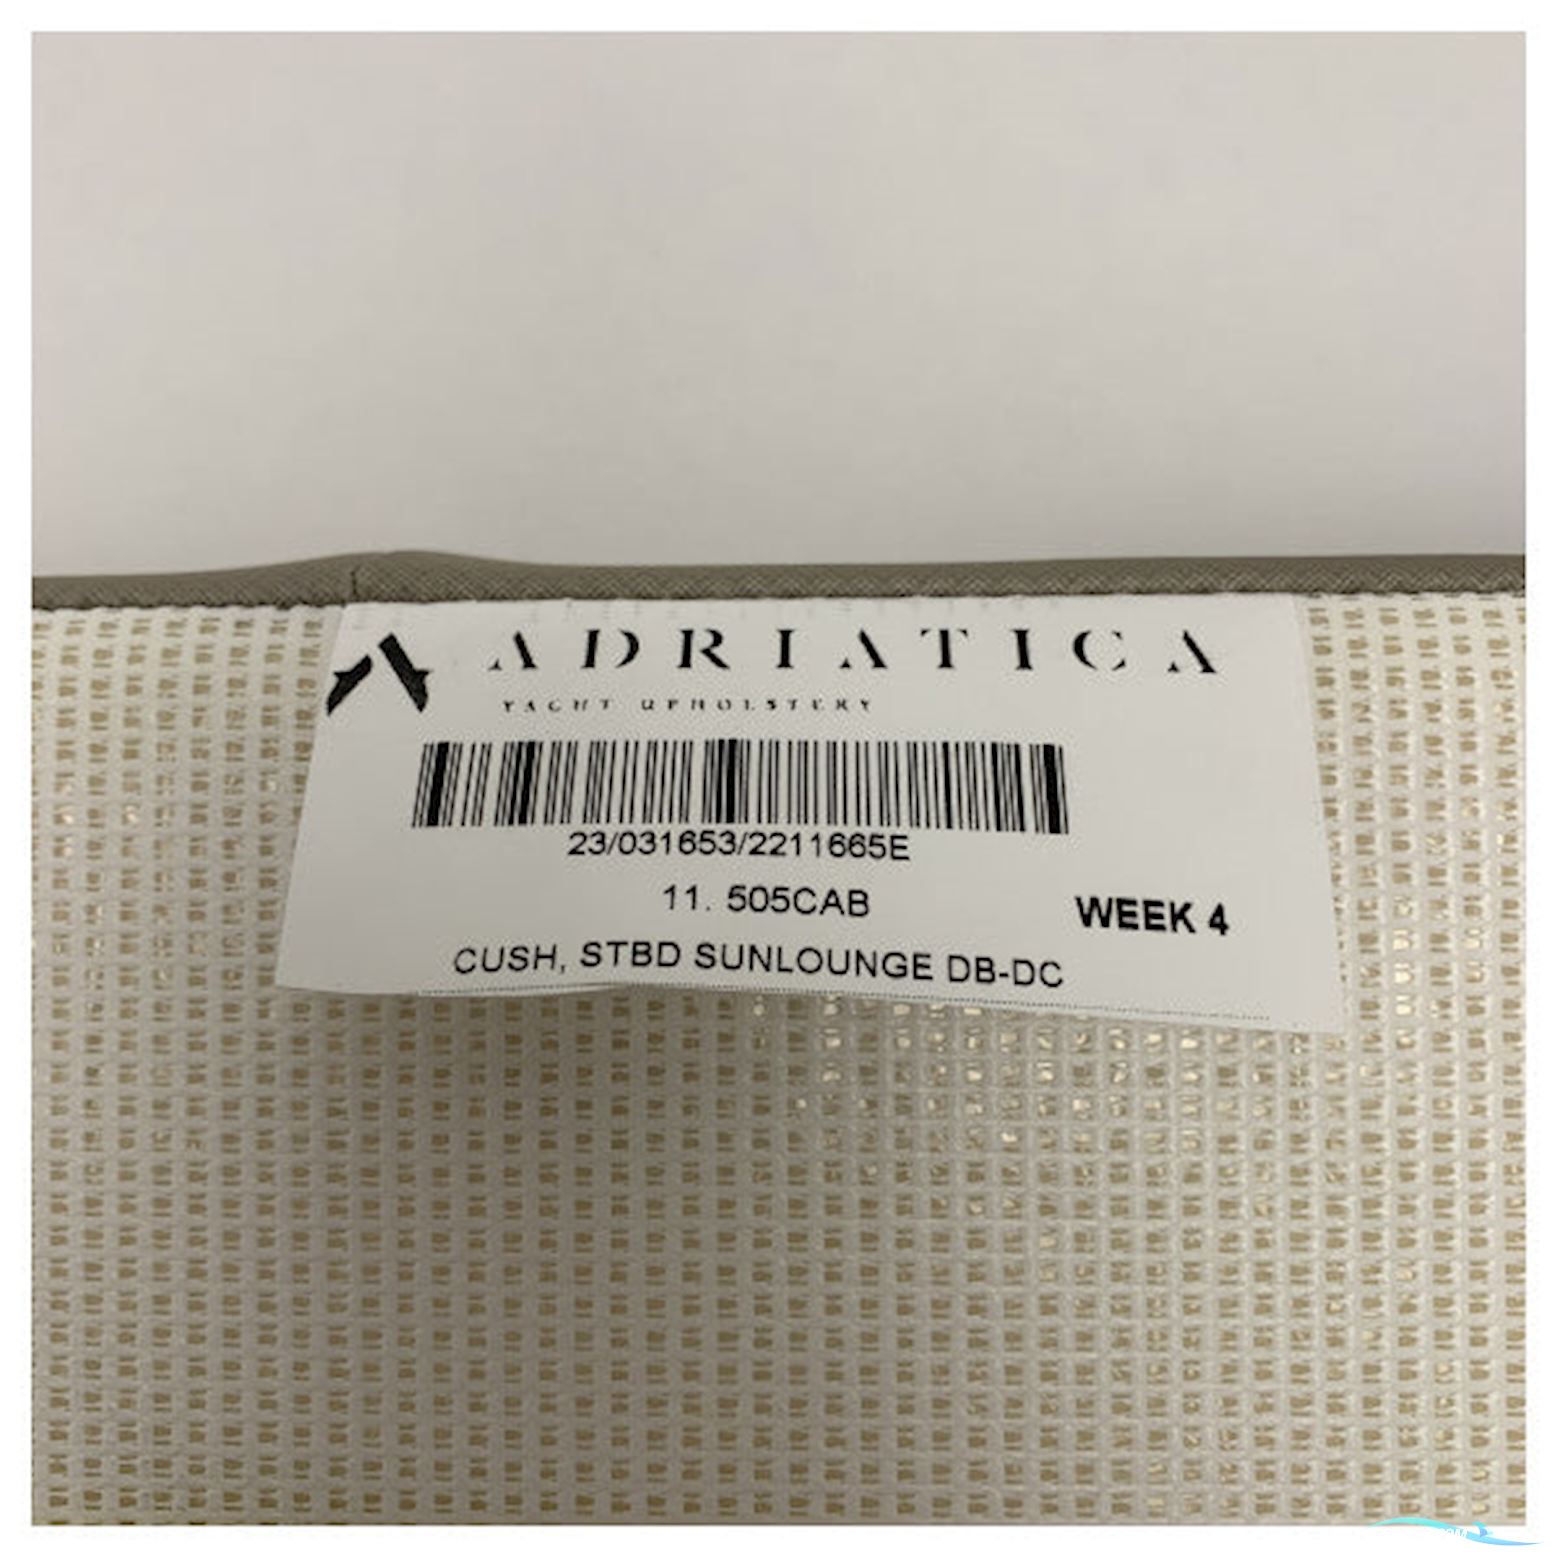 ADRIATICA
YACHT UPHOLSTERY
23/031653/2211665E
11. 505CAB
WEEK 4
CUSH, STBD SUNLOUNGE DB-DC